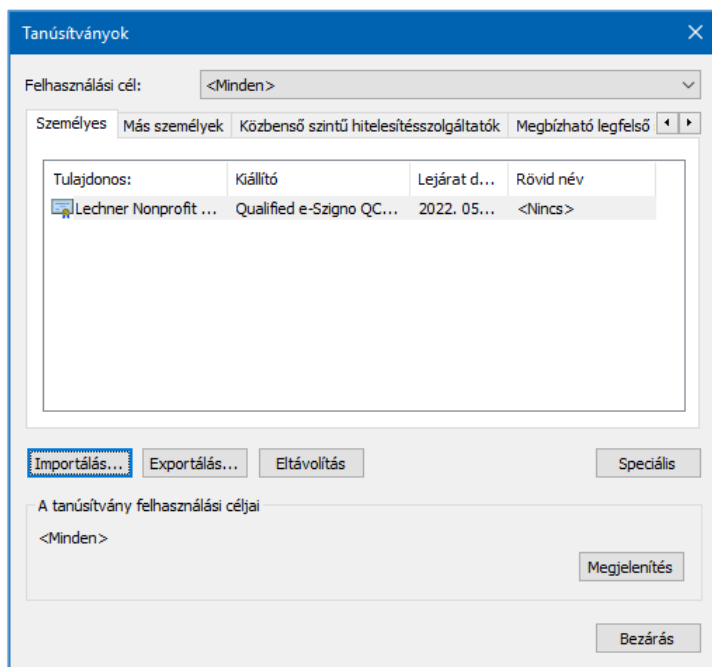 Tanúsítványok
Felhasználási cél: <Minden>
Személyes Más személyek Közbenső szintű hitelesítésszolgáltatók Megbízható legfelső
Tulajdonos: Kiállító Lejárat d... Rövid név
Lechner Nonprofit ... Qualified e-Szigno QC... 2022. 05... <Nincs>
Importálás... Exportálás... Eltávolítás Speciális
A tanúsítvány felhasználási céljai
<Minden>
Megjelenítés
Bezárás